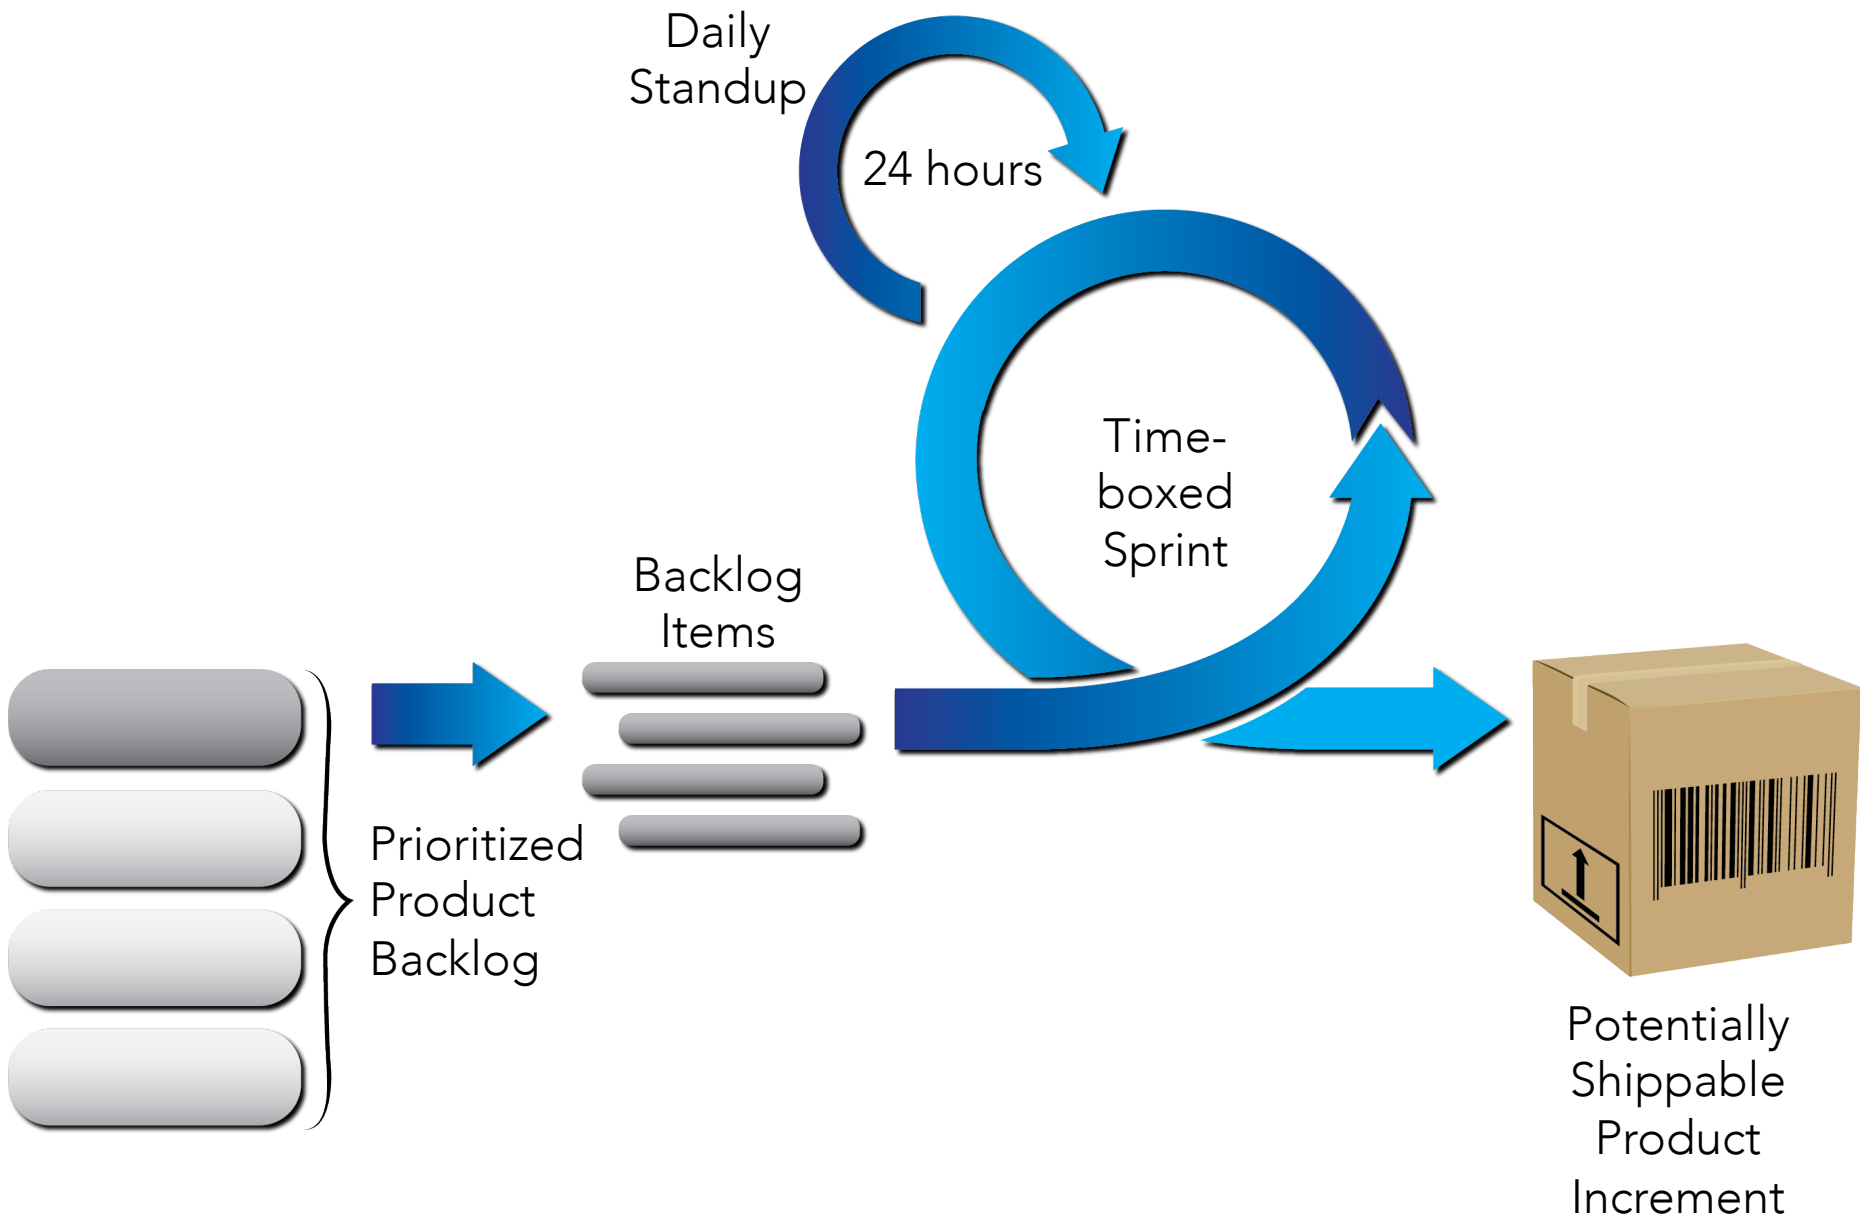 Daily
Standup
24 hours
Time-
boxed
Sprint
Backlog
Items
Prioritized
Product
Backlog
Potentially
Shippable
Product
Increment